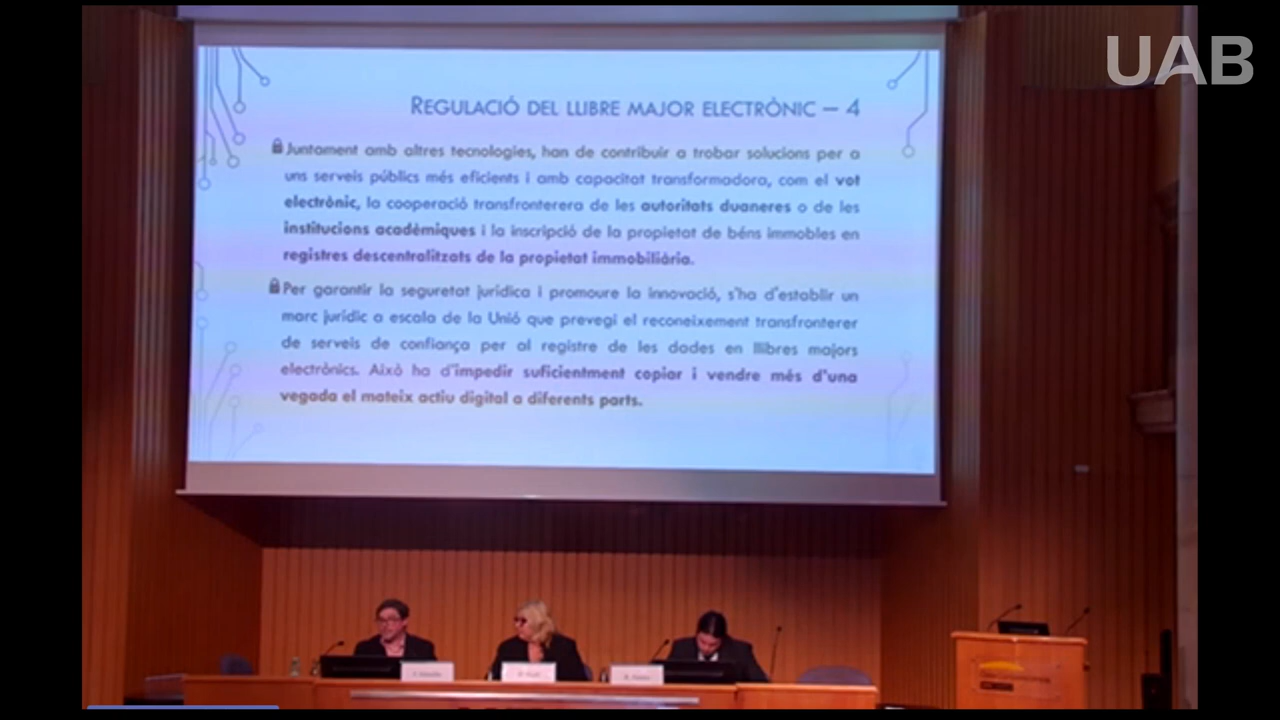 UAB
REGULACIÓ DEL LLIBRE MAJOR ELECTRÒNIC – 4
Juntament amb altres tecnologies, han de contribuir a trobar solucions per a
uns serveis públics més eficients i amb capacitat transformadora, com el vot
electrònic, la cooperació transfronterera de les autoritats duaneres o de les
institucions acadèmiques i la inscripció de la propietat de béns immobles en
registres descentralitzats de la propietat immobiliària.
Per garantir la seguretat jurídica i promoure la innovació, s'ha d'establir un
marc jurídic a escala de la Unió que prevegi el reconeixement transfronterer
de serveis de confiança per al registre de les dades en llibres majors
electrònics. Això ha d'impedir suficientment copiar i vendre més d'una
vegada el mateix actiu digital a diferents parts.